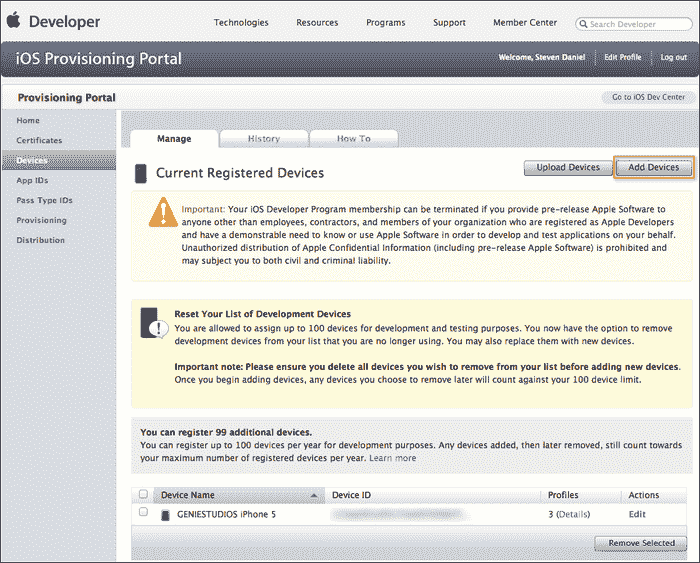 Developer
Technologies
Resources
Programs
Support
Member Center
Search Developer
iOS Provisioning Portal
Welcome, Steven Daniel
Edit Profile
Log out
Provisioning Portal
Go to iOS Dev Center
Home
Certificates
Devices
App IDs
Pass Type IDs
Provisioning
Distribution
Manage
History
How To
Current Registered Devices
Upload Devices
Add Devices
Important: Your iOS Developer Program membership can be terminated if you provide pre-release Apple Software to
anyone other than employees, contractors, and members of your organization who are registered as Apple Developers
and have a demonstrable need to know or use Apple Software in order to develop and test applications on your behalf.
Unauthorized distribution of Apple Confidential Information (including pre-release Apple Software) is prohibited and
may subject you to both civil and criminal liability.
Reset Your List of Development Devices
You are allowed to assign up to 100 devices for development and testing purposes. You now have the option to remove
development devices from your list that you are no longer using. You may also replace them with new devices.
Important note: Please ensure you delete all devices you wish to remove from your list before adding new devices.
Once you begin adding devices, any devices you choose to remove later will count against your 100 device limit.
You can register 99 additional devices.
You can register up to 100 devices per year for development purposes. Any devices added, then later removed, still count towards
your maximum number of registered devices per year. Learn more
Device Name
Device ID
Profiles
Actions
GENIESTUDIOS iPhone 5
3 (Details)
Edit
Remove Selected